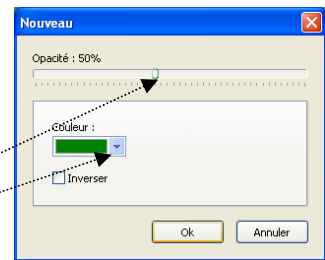 Nouveau
Opacité : 50%
Couleur :
Inverser
Ok
Annuler